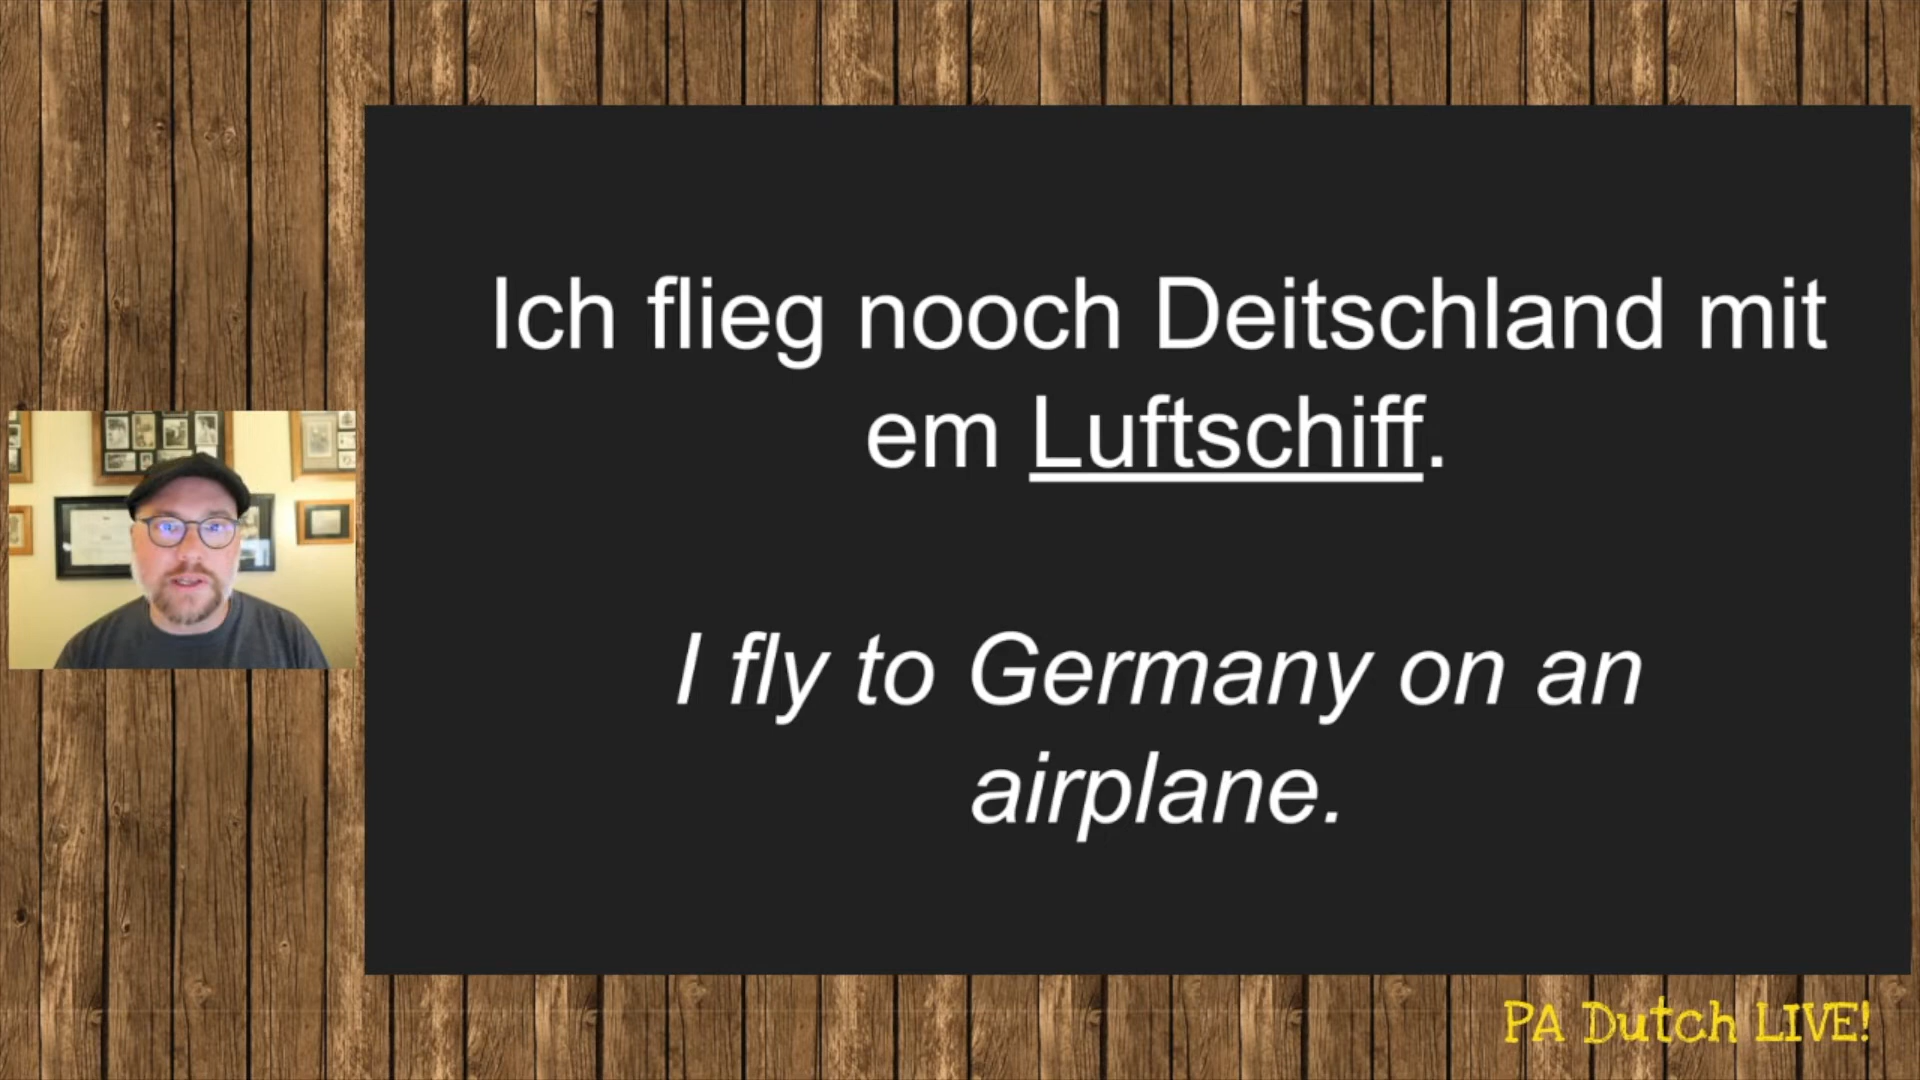 Ich flieg nooch Deitschland mit
em Luftschiff.
I fly to Germany on an
airplane.
PA Dutch LIVE!